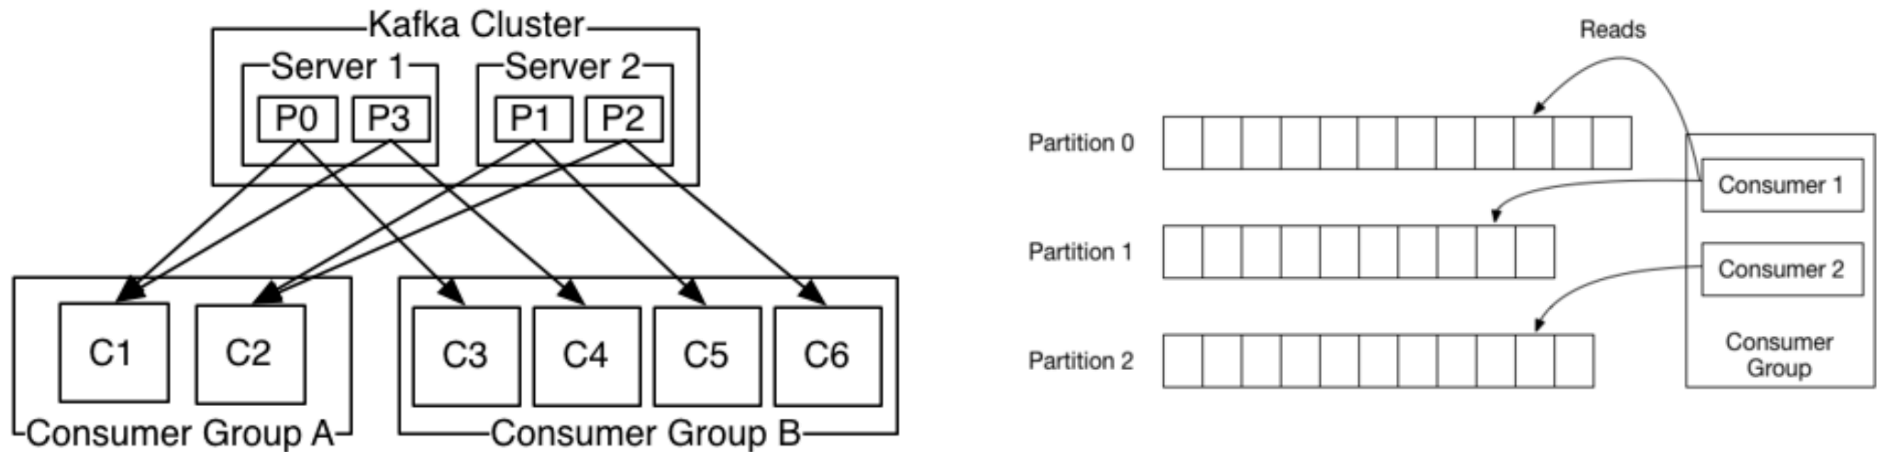 Kafka Cluster
Server 1
Server 2
P0
P3
P1
P2
C1
C2
C3
C4
C5
C6
Consumer Group A
Consumer Group B
Reads
Partition 0
Partition 1
Partition 2
Consumer 1
Consumer 2
Consumer
Group